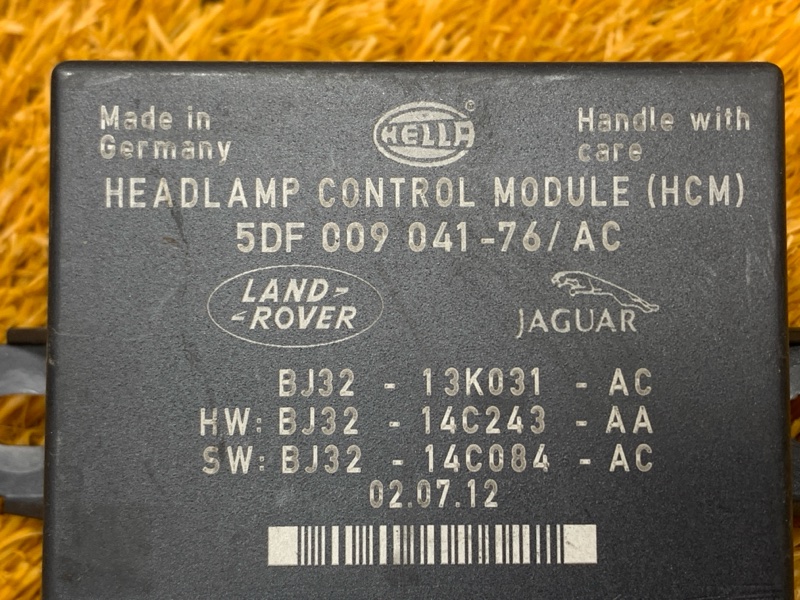 Made in
Germany
HELLA®
Handle with
care
HEADLAMP CONTROL MODULE (HCM)
5DF 009 041-76/AC
LAND-
-ROVER
JAGUAR
BJ32 - 13K031 - AC
HW: BJ32 - 14C243 - AA
SW: BJ32 - 14C084 - AC
02.07.12